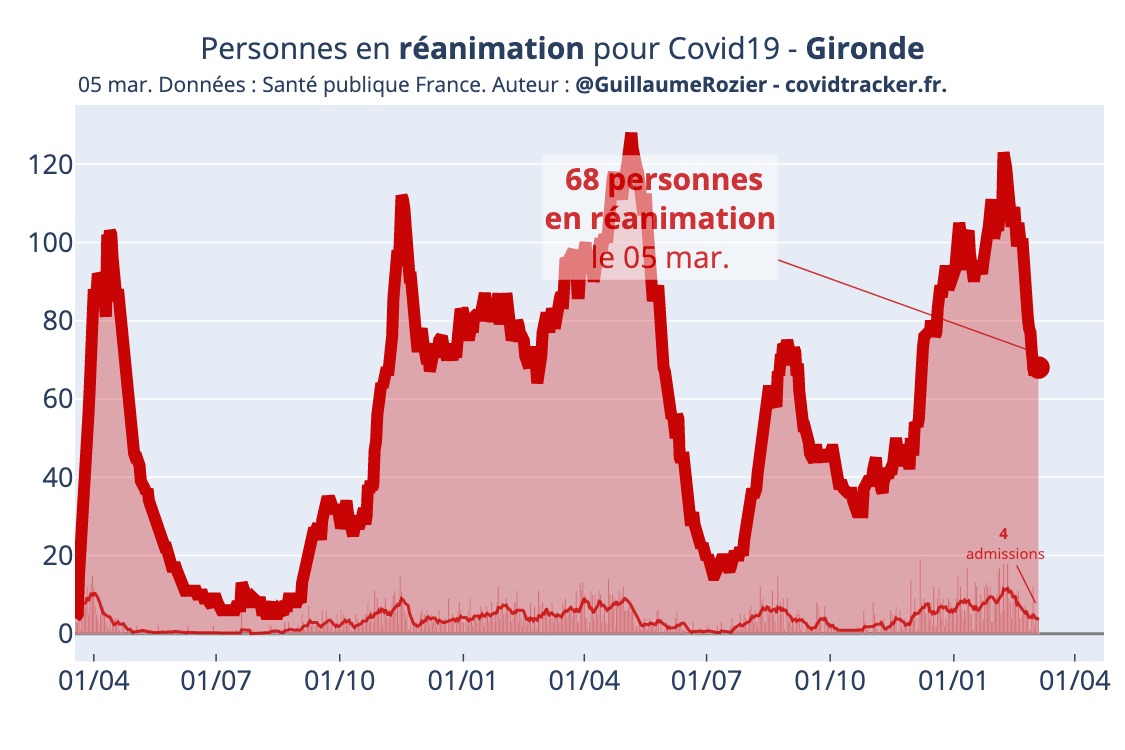 Personnes en réanimation pour Covid19 - Gironde
05 mar. Données : Santé publique France. Auteur : @GuillaumeRozier - covidtracker.fr.
120
100
80
60
40
20
0
68 personnes
en réanimation
le 05 mar.
4
admissions
01/04
01/07
01/10
01/01
01/04
01/07
01/10
01/01
01/04